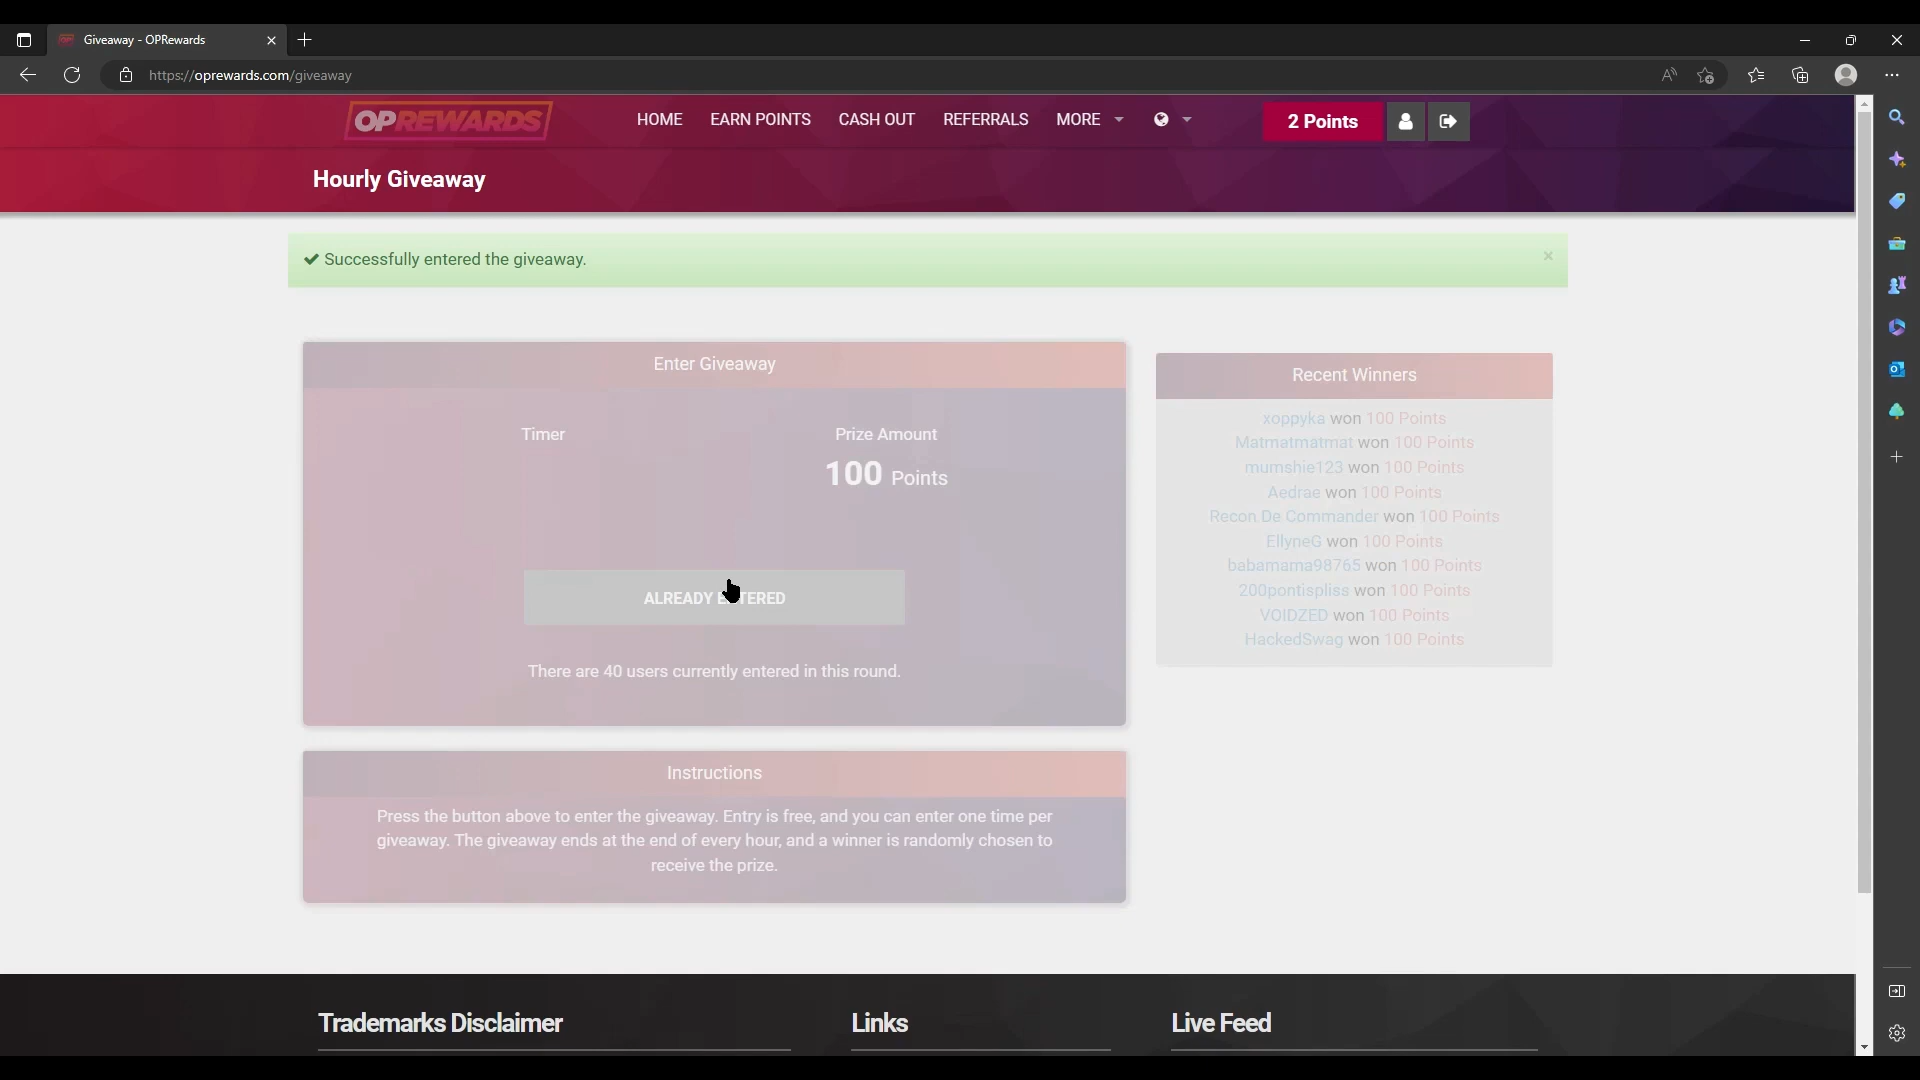 Giveaway - OPRewards
https://oprewards.com/giveaway
OPREWARDS
HOME
EARN POINTS
CASH OUT
REFERRALS
MORE
2 Points
Hourly Giveaway
Successfully entered the giveaway.
Enter Giveaway
Timer
Prize Amount
100 Points
ALREADY ENTERED
There are 40 users currently entered in this round.
Recent Winners
xoppyka won 100 Points
Matmatmatmat won 100 Points
mumshie123 won 100 Points
Aedrae won 100 Points
Recon De Commander won 100 Points
EllyneG won 100 Points
babamama98765 won 100 Points
200pontispliss won 100 Points
VOIDZED won 100 Points
HackedSwag won 100 Points
Instructions
Press the button above to enter the giveaway. Entry is free, and you can enter one time per
giveaway. The giveaway ends at the end of every hour, and a winner is randomly chosen to
receive the prize.
Trademarks Disclaimer
Links
Live Feed